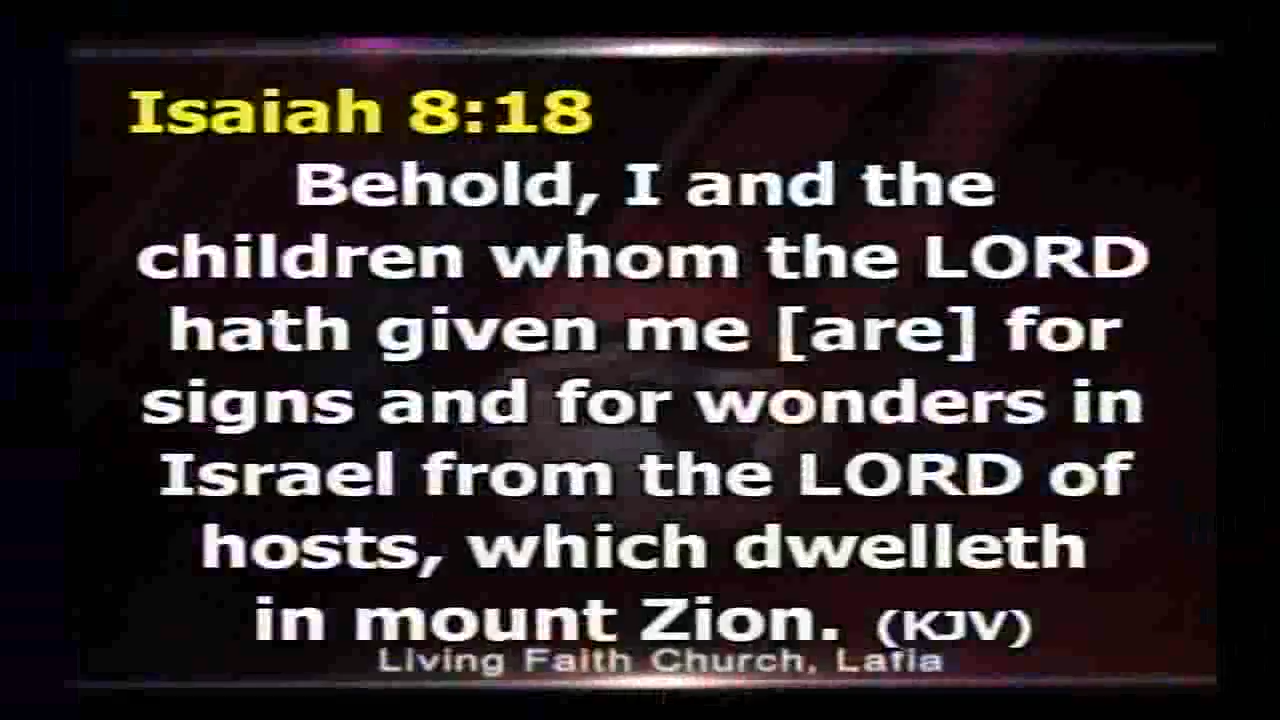 Isaiah 8:18
Behold, I and the
children whom the LORD
hath given me [are] for
signs and for wonders in
Israel from the LORD of
hosts, which dwelleth
in mount Zion. (KJV)
Living Faith Church, Lafia